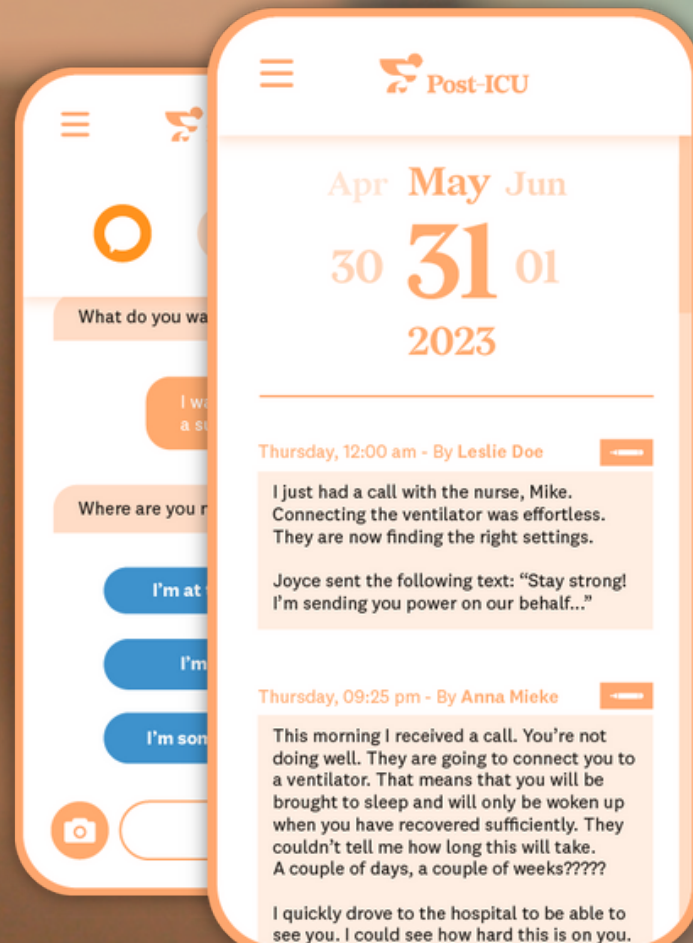 Post-ICU
Apr May Jun
30 31 01
2023
Thursday, 12:00 am - By Leslie Doe
I just had a call with the nurse, Mike.
Connecting the ventilator was effortless.
They are now finding the right settings.
Joyce sent the following text: “Stay strong!
I’m sending you power on our behalf...”
Thursday, 09:25 pm - By Anna Mieke
This morning I received a call. You’re not
doing well. They are going to connect you to
a ventilator. That means that you will be
brought to sleep and will only be woken up
when you have recovered sufficiently. They
couldn’t tell me how long this will take.
A couple of days, a couple of weeks?????
I quickly drove to the hospital to be able to
see you. I could see how hard this is on you.
What do you
I
a
Where are you
I’m at
I’m
I’m